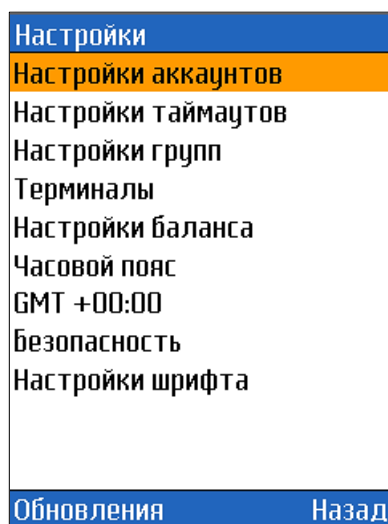 Настройки
Настройки аккаунтов
Настройки таймаутов
Настройки групп
Терминалы
Настройки баланса
Часовой пояс
GMT +00:00
Безопасность
Настройки шрифта
Обновления Назад